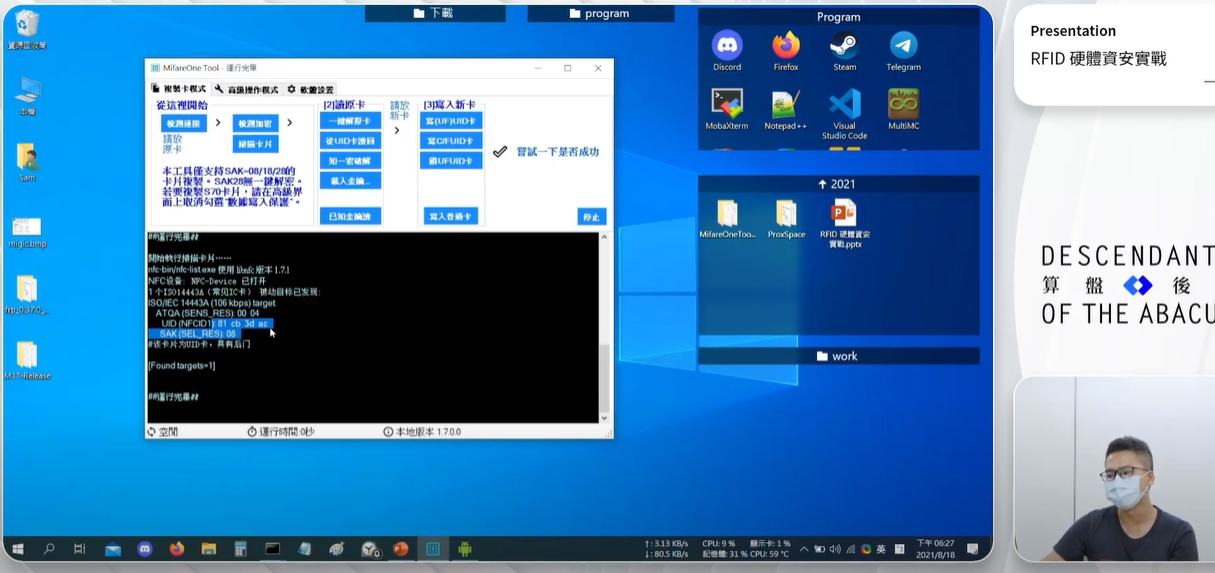 下載
program
Program
Discord
Firefox
Steam
Telegram
MobaXterm
Notepad++
Visual
Studio Code
MultiMC
2021
MifareOneToo...
ProxSpace
RFID 硬體資安
實戰.pptx
work
資源回收筒
本機
Sam
migic.bmp
frp_0.37.0_...
M1T-Release
MifareOne Tool - 運行完畢
複製卡模式
高級操作模式
軟體設置
從這裡開始
檢測連接
檢測加密
請放
原卡
掃描卡片
本工具僅支持SAK=08/18/28的
卡片複製。SAK28無一鍵解密。
若要複製S70卡片，請在高級界
面上取消勾選"數據寫入保護"。
[2]讀原卡
一鍵解原卡
從UID卡讀回
知一密破解
載入金鑰...
已知金鑰讀
請放
新卡
[3]寫入新卡
寫(UF)UID卡
寫C/FUID卡
鎖UFUID卡
寫入普通卡
嘗試一下是否成功
停止
##運行完畢##
開始執行掃描卡片……
nfc-bin/nfc-list.exe 使用 libnfc 版本 1.7.1
NFC设备: NFC-Device 已打开
1 个ISO14443A（常见IC卡） 被动目标已发现:
ISO/IEC 14443A (106 kbps) target:
ATQA (SENS_RES): 00 04
UID (NFCID1): 81 cb 3d ac
SAK (SEL_RES): 08
#该卡片为UID卡，具有后门
[Found targets=1]
##運行完畢##
空閒
運行時間:0秒
本地版本 1.7.0.0
↑: 3.13 KB/s
↓: 80.5 KB/s
CPU: 9 %
記憶體: 31 %
顯示卡: 1 %
CPU: 59 °C
英
下午 06:27
2021/8/18
Presentation
RFID 硬體資安實戰
DESCENDANT
算 盤 後
OF THE ABACU